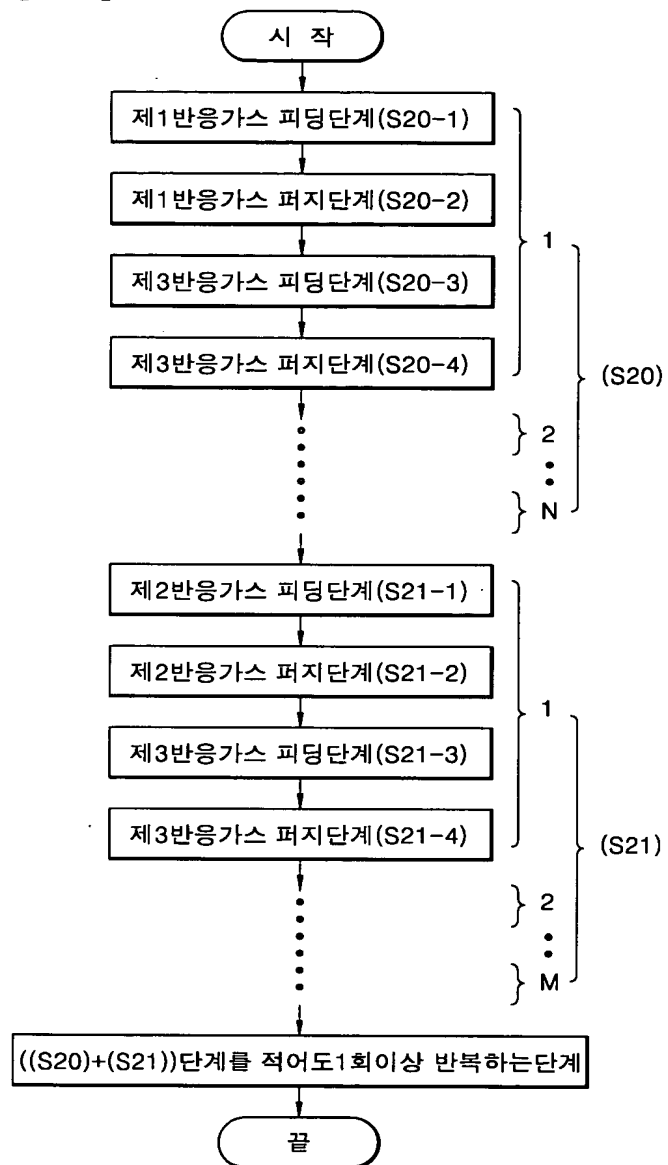 시 작
제1반응가스 피딩단계(S20-1)
제1반응가스 퍼지단계(S20-2)
1
제3반응가스 피딩단계(S20-3)
제3반응가스 퍼지단계(S20-4)
(S20)
2
N
제2반응가스 피딩단계(S21-1)
제2반응가스 퍼지단계(S21-2)
1
제3반응가스 피딩단계(S21-3)
제3반응가스 퍼지단계(S21-4)
(S21)
2
M
((S20)+(S21))단계를 적어도1회이상 반복하는단계
끝